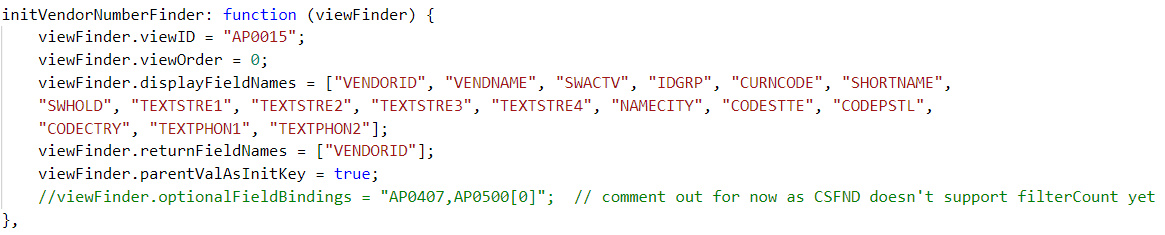 initVendorNumberFinder: function (viewFinder) {
    viewFinder.viewID = "AP0015";
    viewFinder.viewOrder = 0;
    viewFinder.displayFieldNames = ["VENDORID", "VENDNAME", "SWACTV", "IDGRP", "CURNCODE", "SHORTNAME",
    "SWHOLD", "TEXTSTRE1", "TEXTSTRE2", "TEXTSTRE3", "TEXTSTRE4", "NAMECITY", "CODESTTE", "CODEPSTL",
    "CODECTRY", "TEXTPHON1", "TEXTPHON2"];
    viewFinder.returnFieldNames = ["VENDORID"];
    viewFinder.parentValAsInitKey = true;
    //viewFinder.optionalFieldBindings = "AP0407,AP0500[0]";  // comment out for now as CSFND doesn't support filterCount yet
},